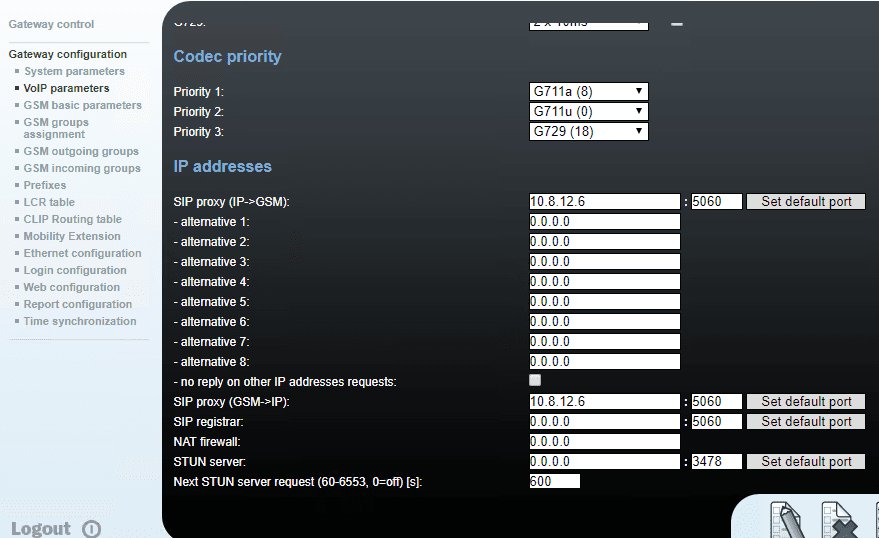 Gateway control
Gateway configuration
System parameters
VoIP parameters
GSM basic parameters
GSM groups
assignment
GSM outgoing groups
GSM incoming groups
Prefixes
LCR table
CLIP Routing table
Mobility Extension
Ethernet configuration
Login configuration
Web configuration
Report configuration
Time synchronization
Logout
G729: 2 x 10ms
Codec priority
Priority 1: G711a (8)
Priority 2: G711u (0)
Priority 3: G729 (18)
IP addresses
SIP proxy (IP->GSM): 10.8.12.6 : 5060 Set default port
- alternative 1: 0.0.0.0
- alternative 2: 0.0.0.0
- alternative 3: 0.0.0.0
- alternative 4: 0.0.0.0
- alternative 5: 0.0.0.0
- alternative 6: 0.0.0.0
- alternative 7: 0.0.0.0
- alternative 8: 0.0.0.0
- no reply on other IP addresses requests:
SIP proxy (GSM->IP): 10.8.12.6 : 5060 Set default port
SIP registrar: 0.0.0.0 : 5060 Set default port
NAT firewall: 0.0.0.0
STUN server: 0.0.0.0 : 3478 Set default port
Next STUN server request (60-6553, 0=off) [s]: 600